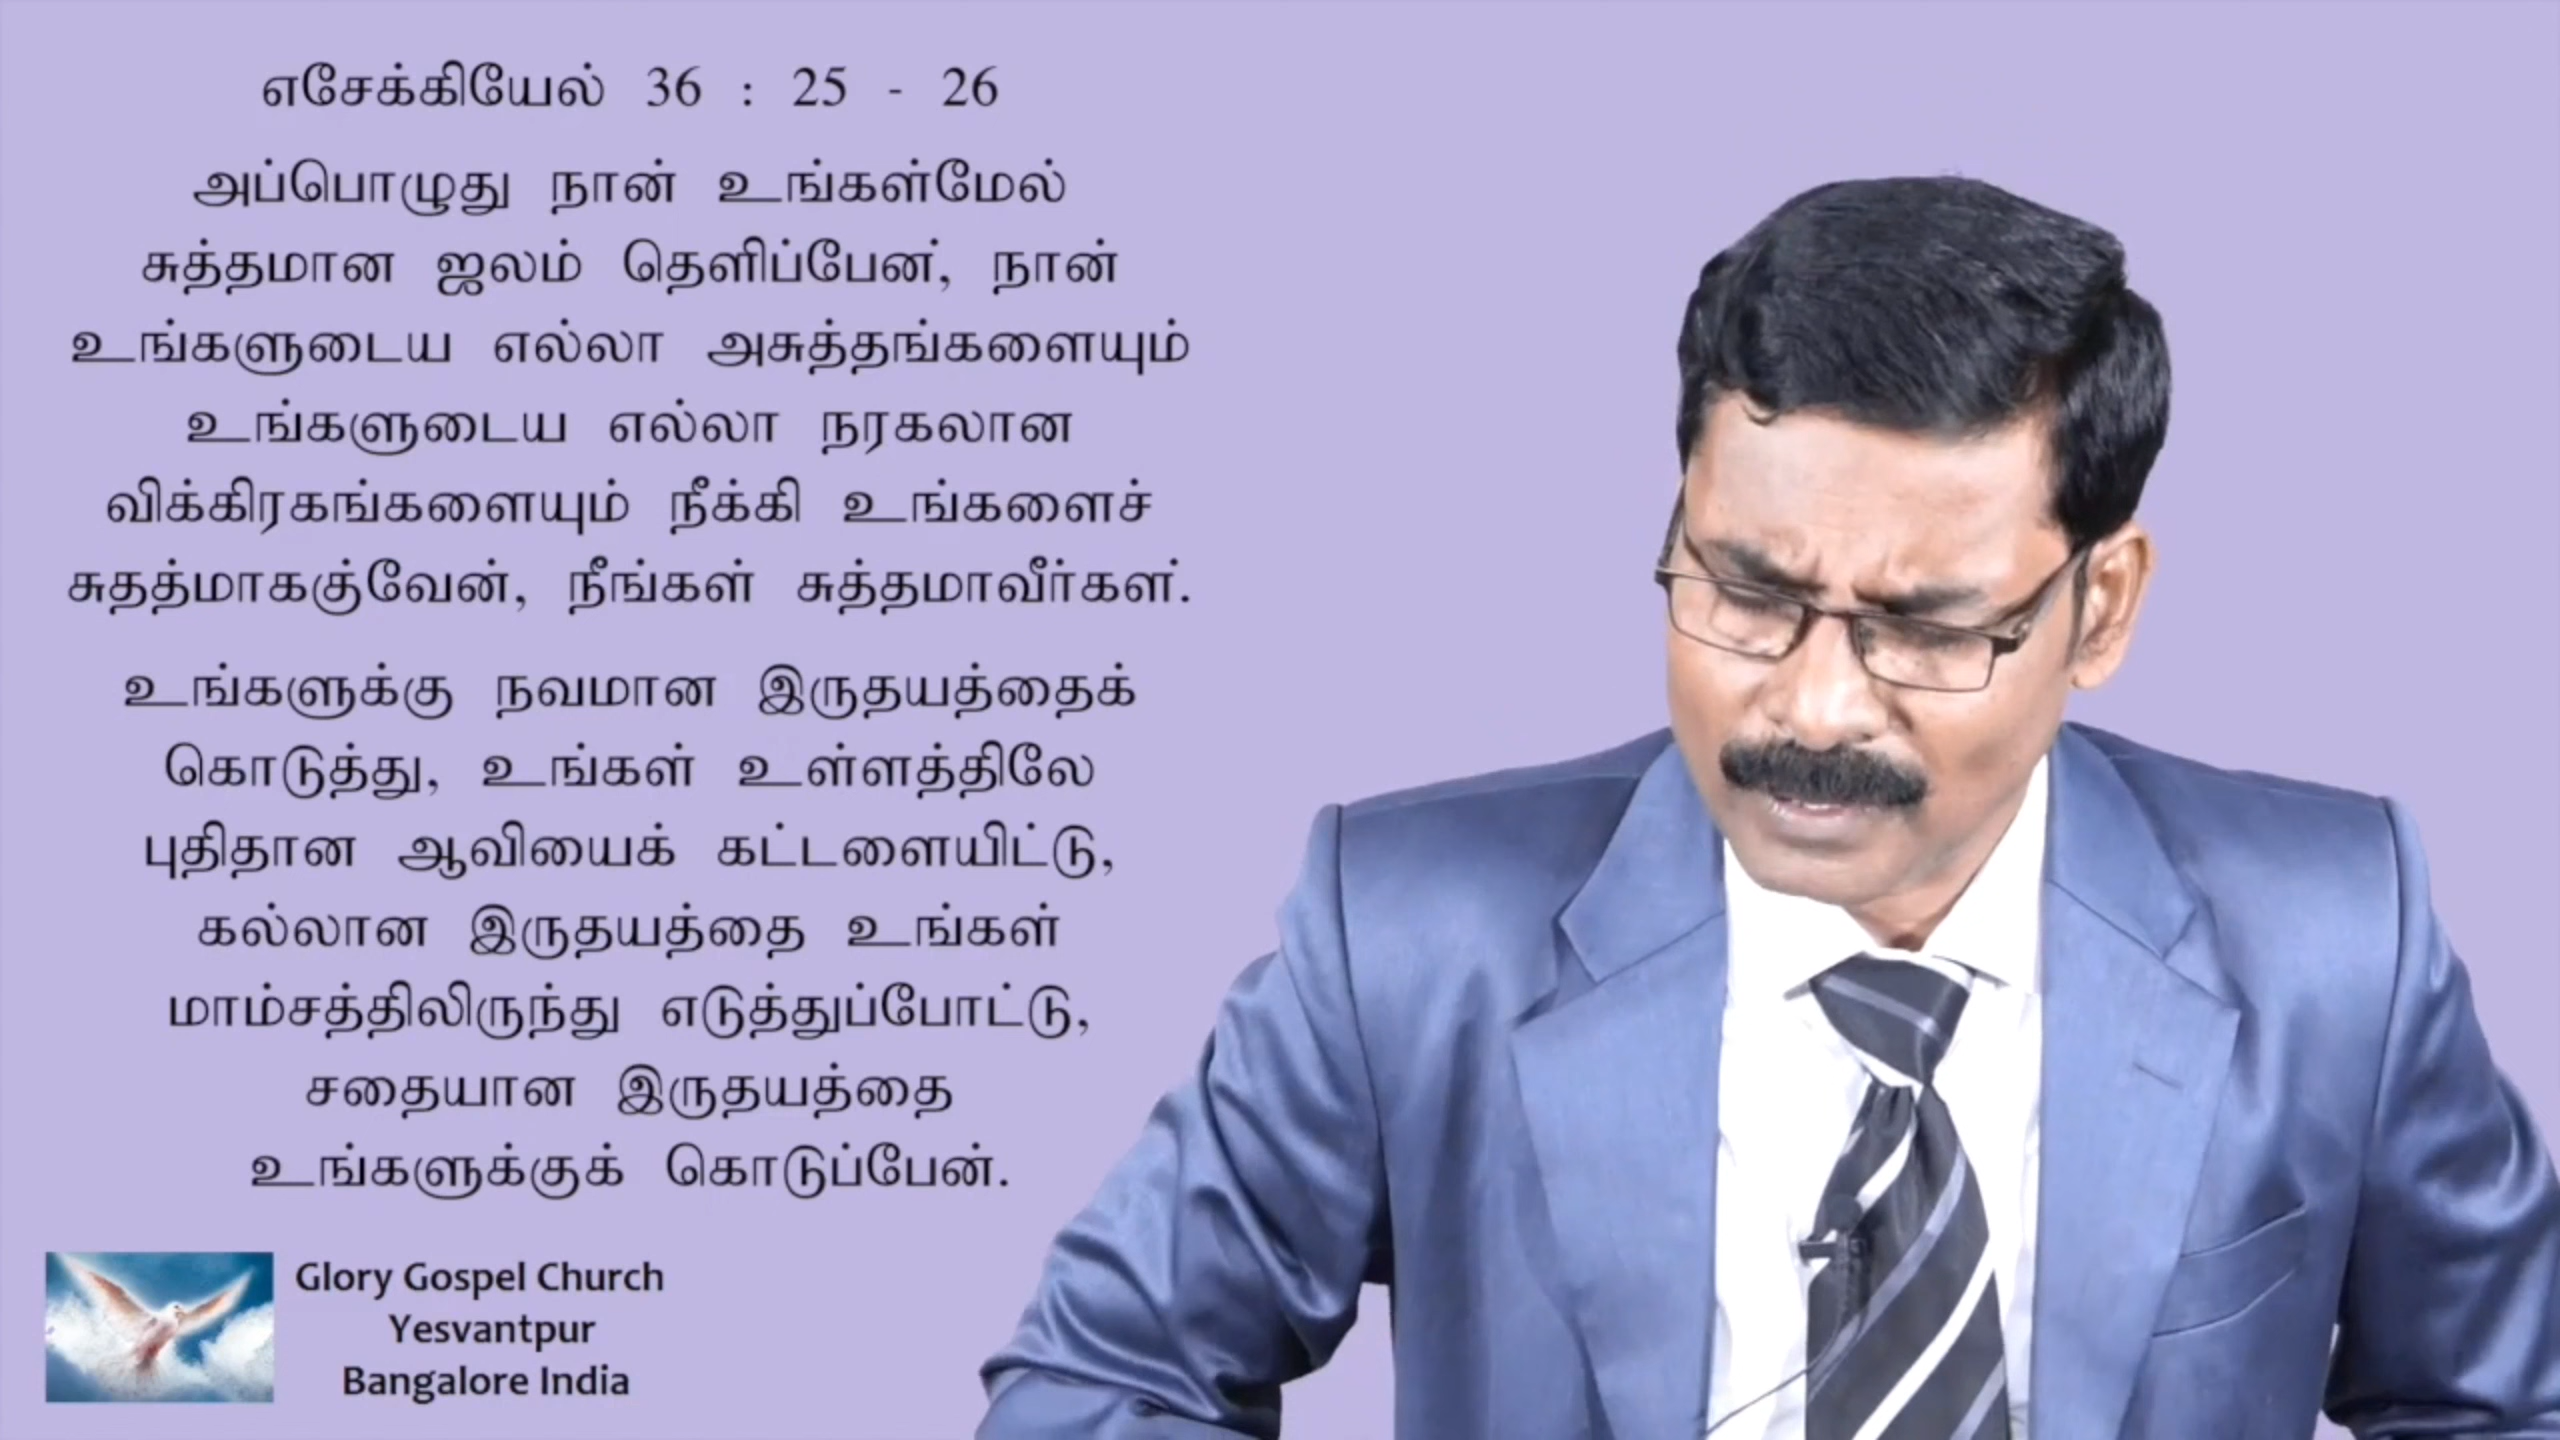 எசேக்கியேல் 36 : 25 - 26
அப்பொழுது நான் உங்கள்மேல்
சுத்தமான ஜலம் தெளிப்பேன், நான்
உங்களுடைய எல்லா அசுத்தங்களையும்
உங்களுடைய எல்லா நரகலான
விக்கிரகங்களையும் நீக்கி உங்களைச்
சுதத்மாககு்வேன், நீங்கள் சுத்தமாவீர்கள்.
உங்களுக்கு நவமான இருதயத்தைக்
கொடுத்து, உங்கள் உள்ளத்திலே
புதிதான ஆவியைக் கட்டளையிட்டு,
கல்லான இருதயத்தை உங்கள்
மாம்சத்திலிருந்து எடுத்துப்போட்டு,
சதையான இருதயத்தை
உங்களுக்குக் கொடுப்பேன்.
Glory Gospel Church
Yesvantpur
Bangalore India